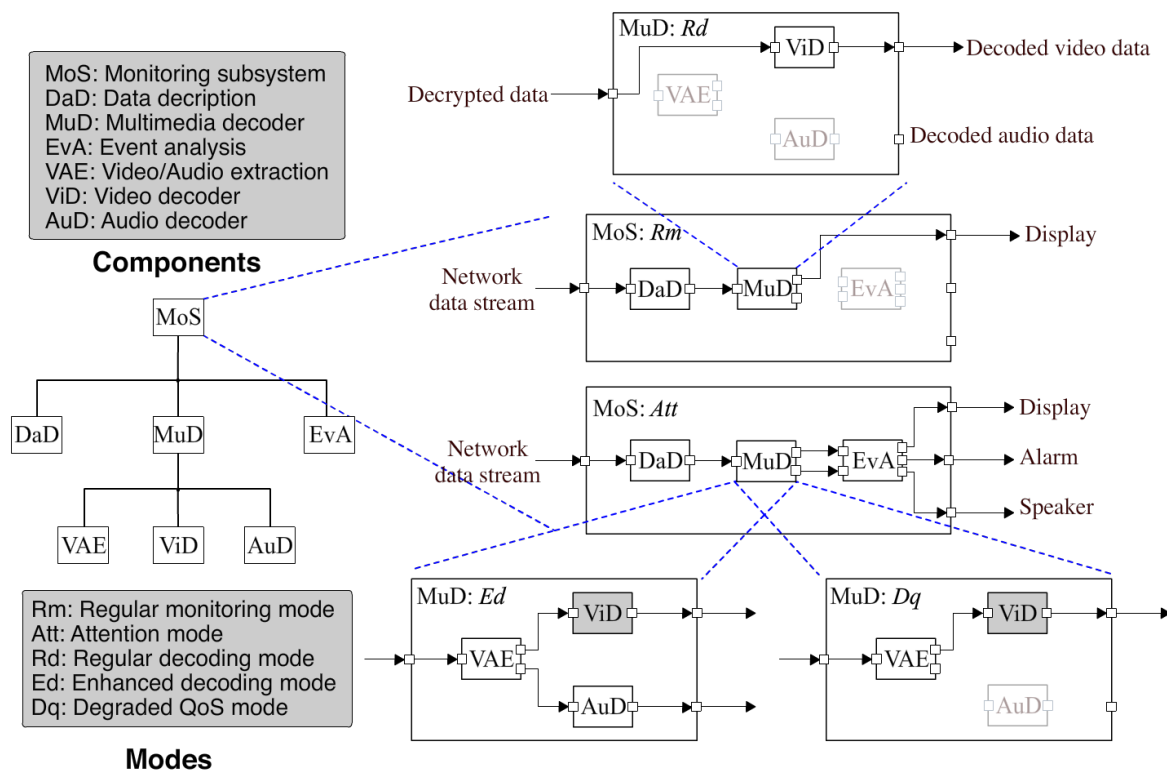 MoS: Monitoring subsystem
DaD: Data decription
MuD: Multimedia decoder
EvA: Event analysis
VAE: Video/Audio extraction
ViD: Video decoder
AuD: Audio decoder
Components
MuD: Rd
ViD
Decoded video data
Decrypted data
VAE
AuD
Decoded audio data
MoS: Rm
Display
Network
data stream
DaD
MuD
EvA
MoS
DaD
MuD
EvA
VAE
ViD
AuD
MoS: Att
Display
Network
data stream
DaD
MuD
EvA
Alarm
Speaker
MuD: Ed
ViD
VAE
AuD
MuD: Dq
ViD
VAE
AuD
Rm: Regular monitoring mode
Att: Attention mode
Rd: Regular decoding mode
Ed: Enhanced decoding mode
Dq: Degraded QoS mode
Modes